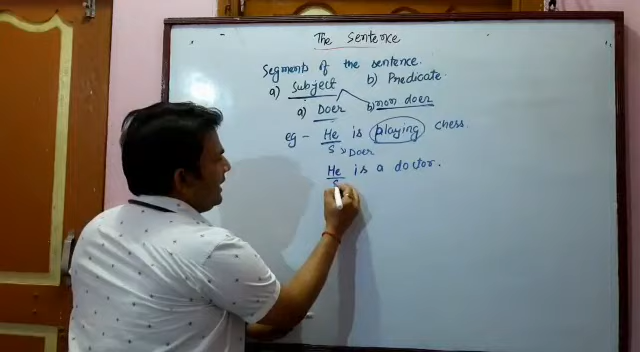 The Sentence
Segments of the sentence.
a) Subject b) Predicate
a) Doer b) non doer
eg - He is playing chess.
S → Doer
He is a doctor.
S